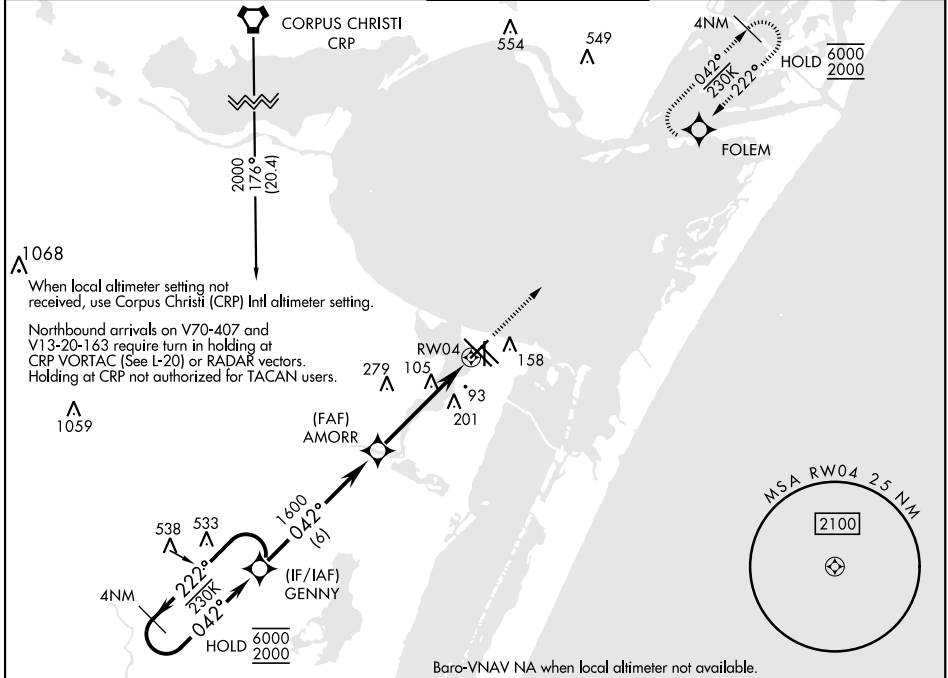 CORPUS CHRISTI
CRP
554
549
4NM
042°
230K
222°
HOLD
6000
2000
FOLEM
2000
176°
(20.4)
1068
When local altimeter setting not
received, use Corpus Christi (CRP) Intl altimeter setting.
Northbound arrivals on V70-407 and
V13-20-163 require turn in holding at
CRP VORTAC (See L-20) or RADAR vectors.
Holding at CRP not authorized for TACAN users.
1059
RW04
158
279
105
93
201
(FAF)
AMORR
1600
042°
(6)
538
533
222°
230K
042°
4NM
(IF/IAF)
GENNY
HOLD
6000
2000
MSA RW04 25 NM
2100
Baro-VNAV NA when local altimeter not available.